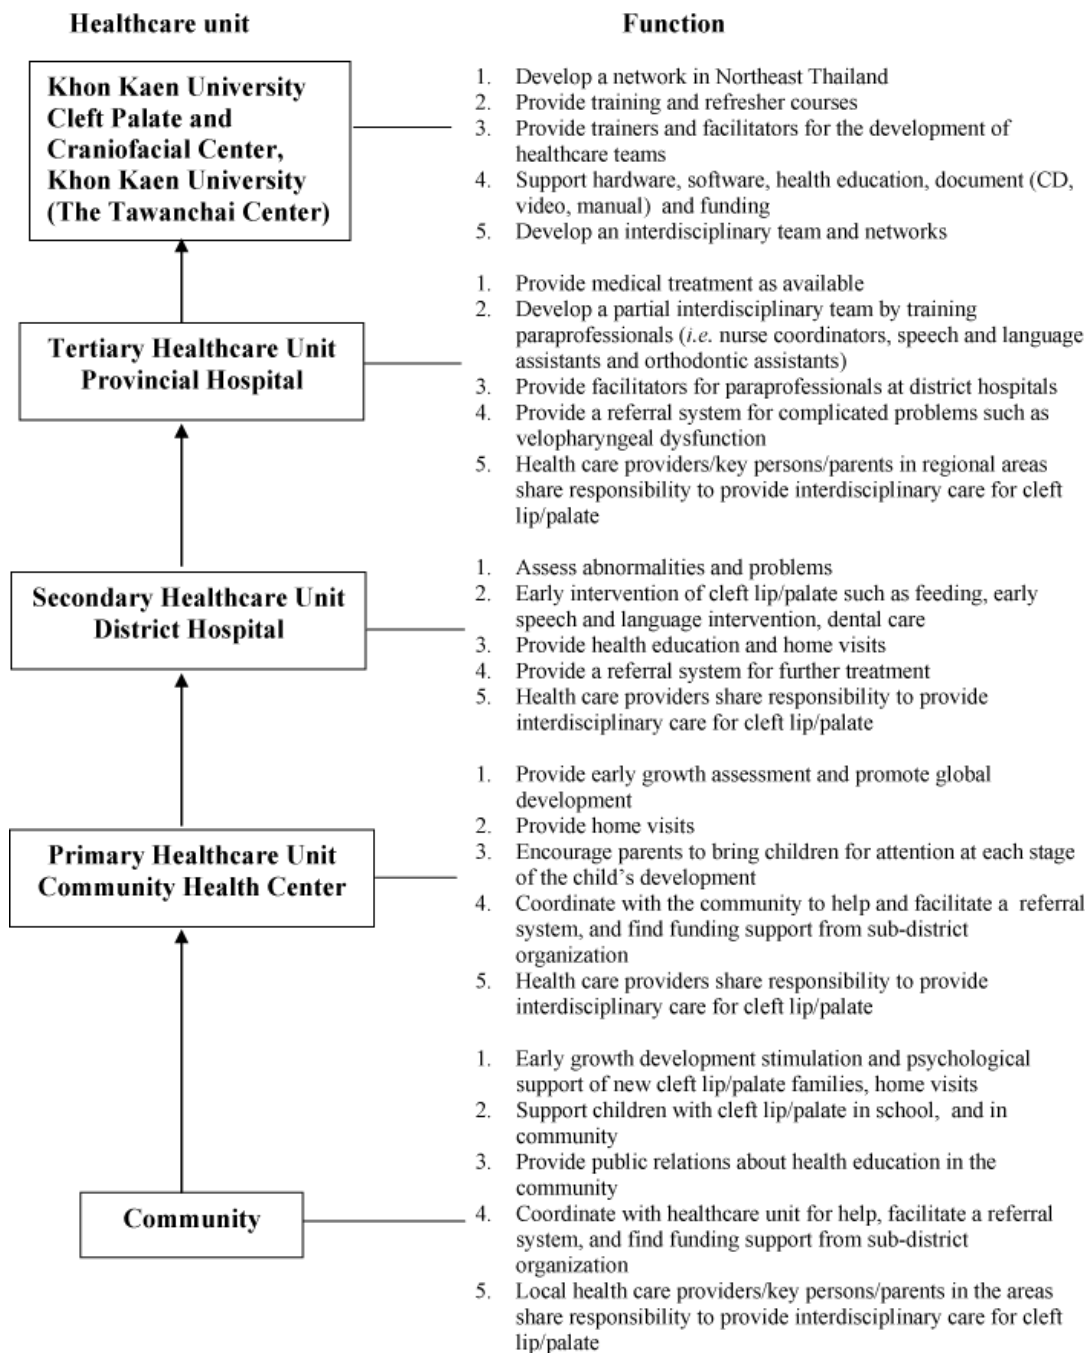 Healthcare unit
Function
Khon Kaen University
Cleft Palate and
Craniofacial Center,
Khon Kaen University
(The Tawanchai Center)
1. Develop a network in Northeast Thailand
2. Provide training and refresher courses
3. Provide trainers and facilitators for the development of
healthcare teams
4. Support hardware, software, health education, document (CD,
video, manual) and funding
5. Develop an interdisciplinary team and networks
Tertiary Healthcare Unit
Provincial Hospital
1. Provide medical treatment as available
2. Develop a partial interdisciplinary team by training
paraprofessionals (i.e. nurse coordinators, speech and language
assistants and orthodontic assistants)
3. Provide facilitators for paraprofessionals at district hospitals
4. Provide a referral system for complicated problems such as
velopharyngeal dysfunction
5. Health care providers/key persons/parents in regional areas
share responsibility to provide interdisciplinary care for cleft
lip/palate
Secondary Healthcare Unit
District Hospital
1. Assess abnormalities and problems
2. Early intervention of cleft lip/palate such as feeding, early
speech and language intervention, dental care
3. Provide health education and home visits
4. Provide a referral system for further treatment
5. Health care providers share responsibility to provide
interdisciplinary care for cleft lip/palate
Primary Healthcare Unit
Community Health Center
1. Provide early growth assessment and promote global
development
2. Provide home visits
3. Encourage parents to bring children for attention at each stage
of the child's development
4. Coordinate with the community to help and facilitate a referral
system, and find funding support from sub-district
organization
5. Health care providers share responsibility to provide
interdisciplinary care for cleft lip/palate
Community
1. Early growth development stimulation and psychological
support of new cleft lip/palate families, home visits
2. Support children with cleft lip/palate in school, and in
community
3. Provide public relations about health education in the
community
4. Coordinate with healthcare unit for help, facilitate a referral
system, and find funding support from sub-district
organization
5. Local health care providers/key persons/parents in the areas
share responsibility to provide interdisciplinary care for cleft
lip/palate